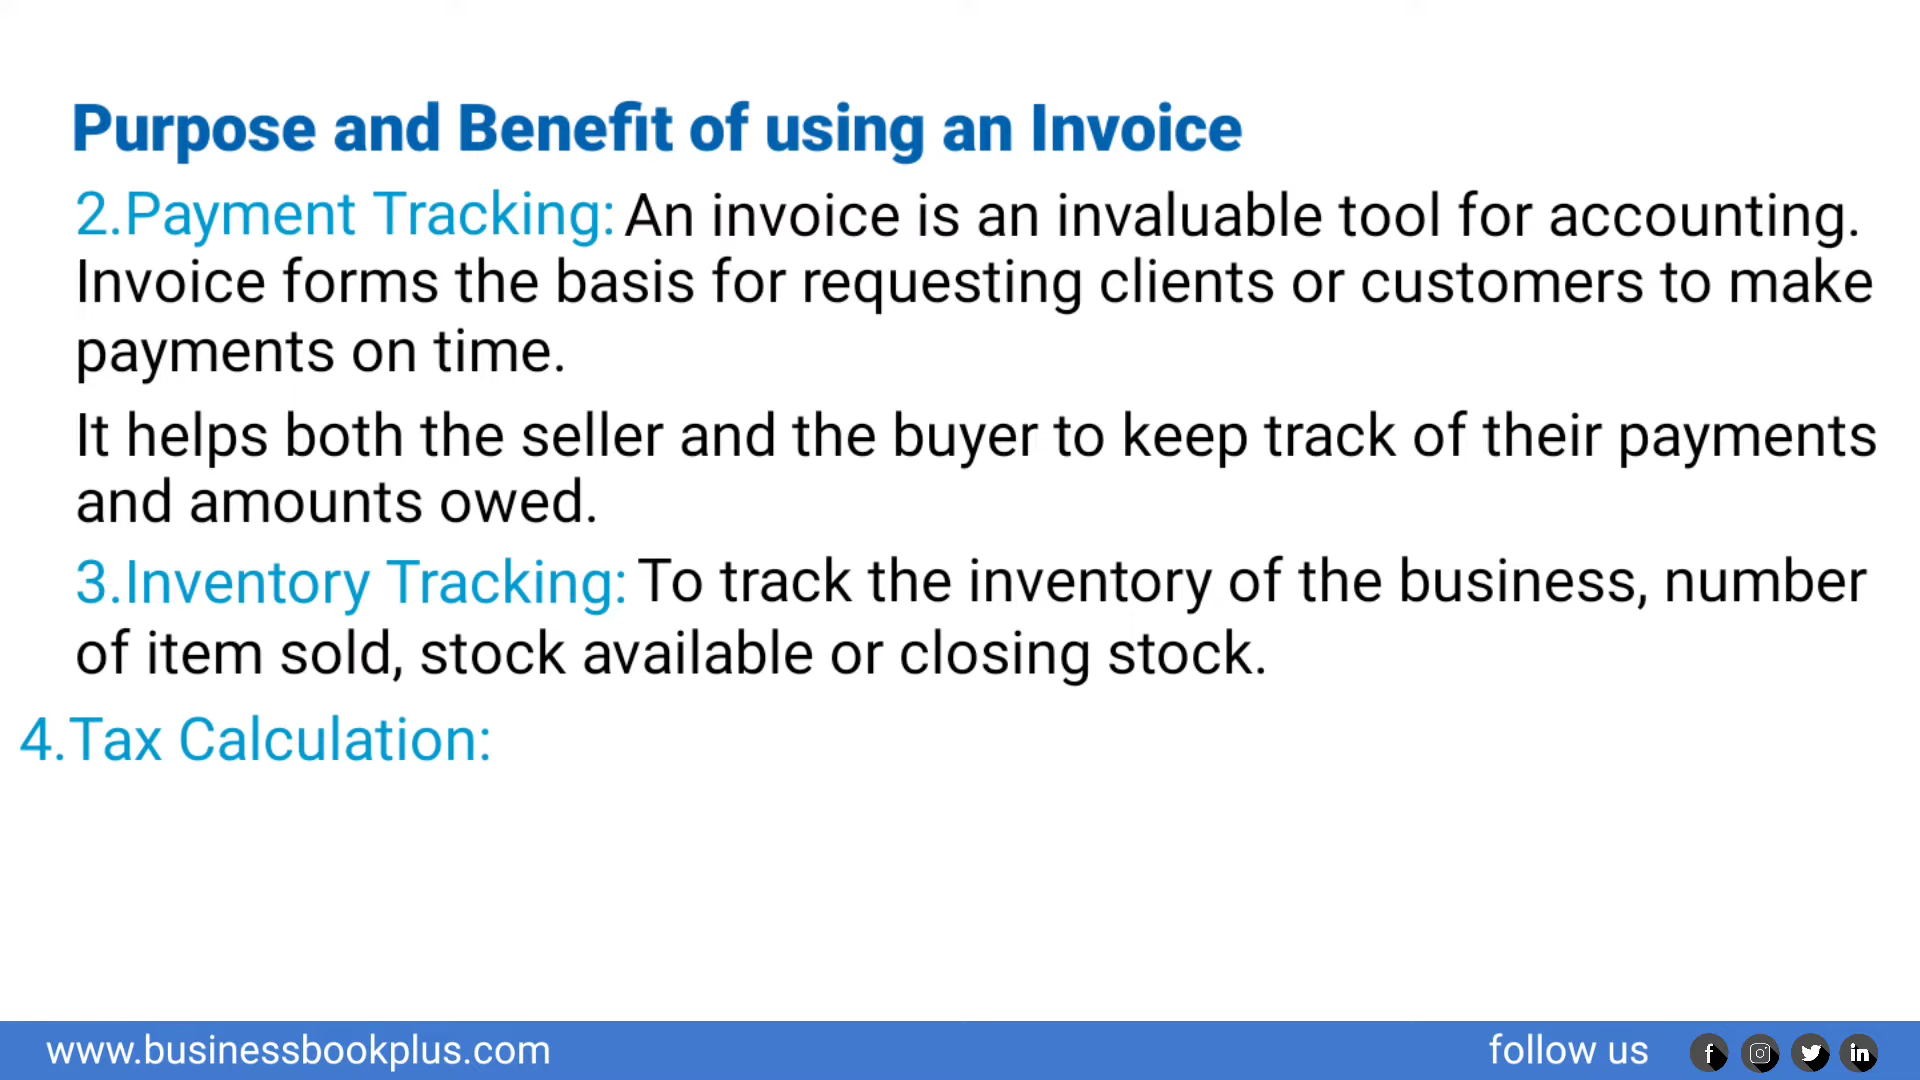 Purpose and Benefit of using an Invoice
2.Payment Tracking: An invoice is an invaluable tool for accounting.
Invoice forms the basis for requesting clients or customers to make
payments on time.
It helps both the seller and the buyer to keep track of their payments
and amounts owed.
3.Inventory Tracking: To track the inventory of the business, number
of item sold, stock available or closing stock.
4.Tax Calculation:
www.businessbookplus.com follow us